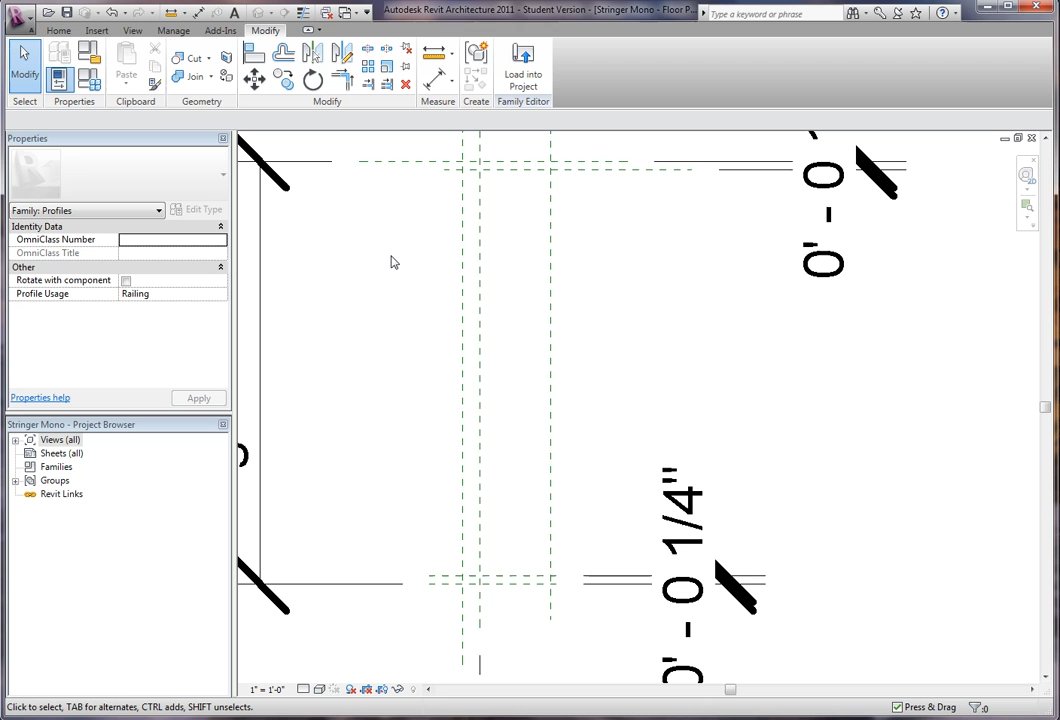 Autodesk Revit Architecture 2011 - Student Version - [Stringer Mono - Floor P...
Type a keyword or phrase
Home Insert View Manage Add-Ins Modify
Modify
Paste
Cut
Join
Load into
Project
Select Properties Clipboard Geometry Modify Measure Create Family Editor
Properties
Family: Profiles
Edit Type
Identity Data
OmniClass Number
OmniClass Title
Other
Rotate with component
Profile Usage Railing
Properties help
Apply
Stringer Mono - Project Browser
Views (all)
Sheets (all)
Families
Groups
Revit Links
0' - 0
0' - 0 1/4"
2D
1" = 1'-0"
Click to select, TAB for alternates, CTRL adds, SHIFT unselects.
Press & Drag
:0